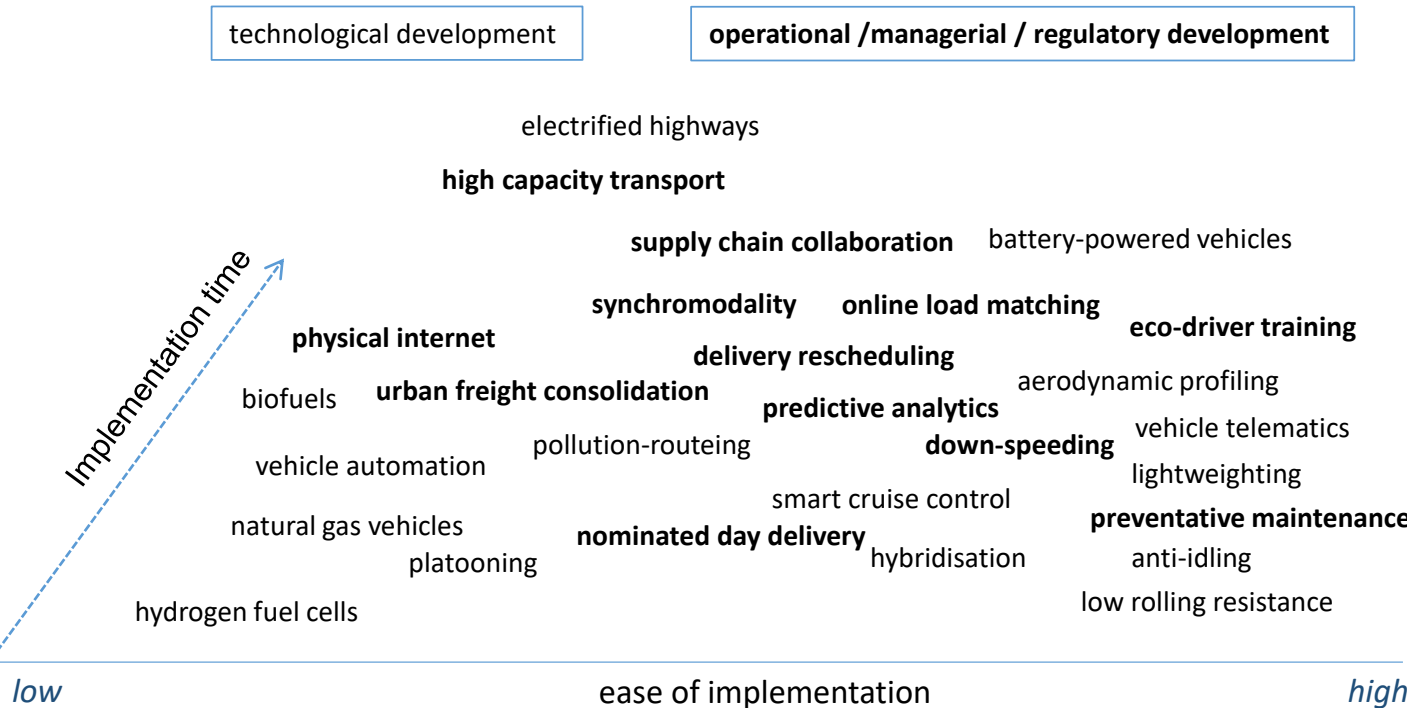 technological development
operational /managerial / regulatory development
electrified highways
high capacity transport
supply chain collaboration
battery-powered vehicles
Implementation time
synchromodality
online load matching
eco-driver training
physical internet
delivery rescheduling
aerodynamic profiling
biofuels
urban freight consolidation
predictive analytics
vehicle telematics
pollution-routeing
down-speeding
vehicle automation
lightweighting
smart cruise control
preventative maintenance
natural gas vehicles
nominated day delivery
hybridisation
anti-idling
platooning
low rolling resistance
hydrogen fuel cells
low
ease of implementation
high